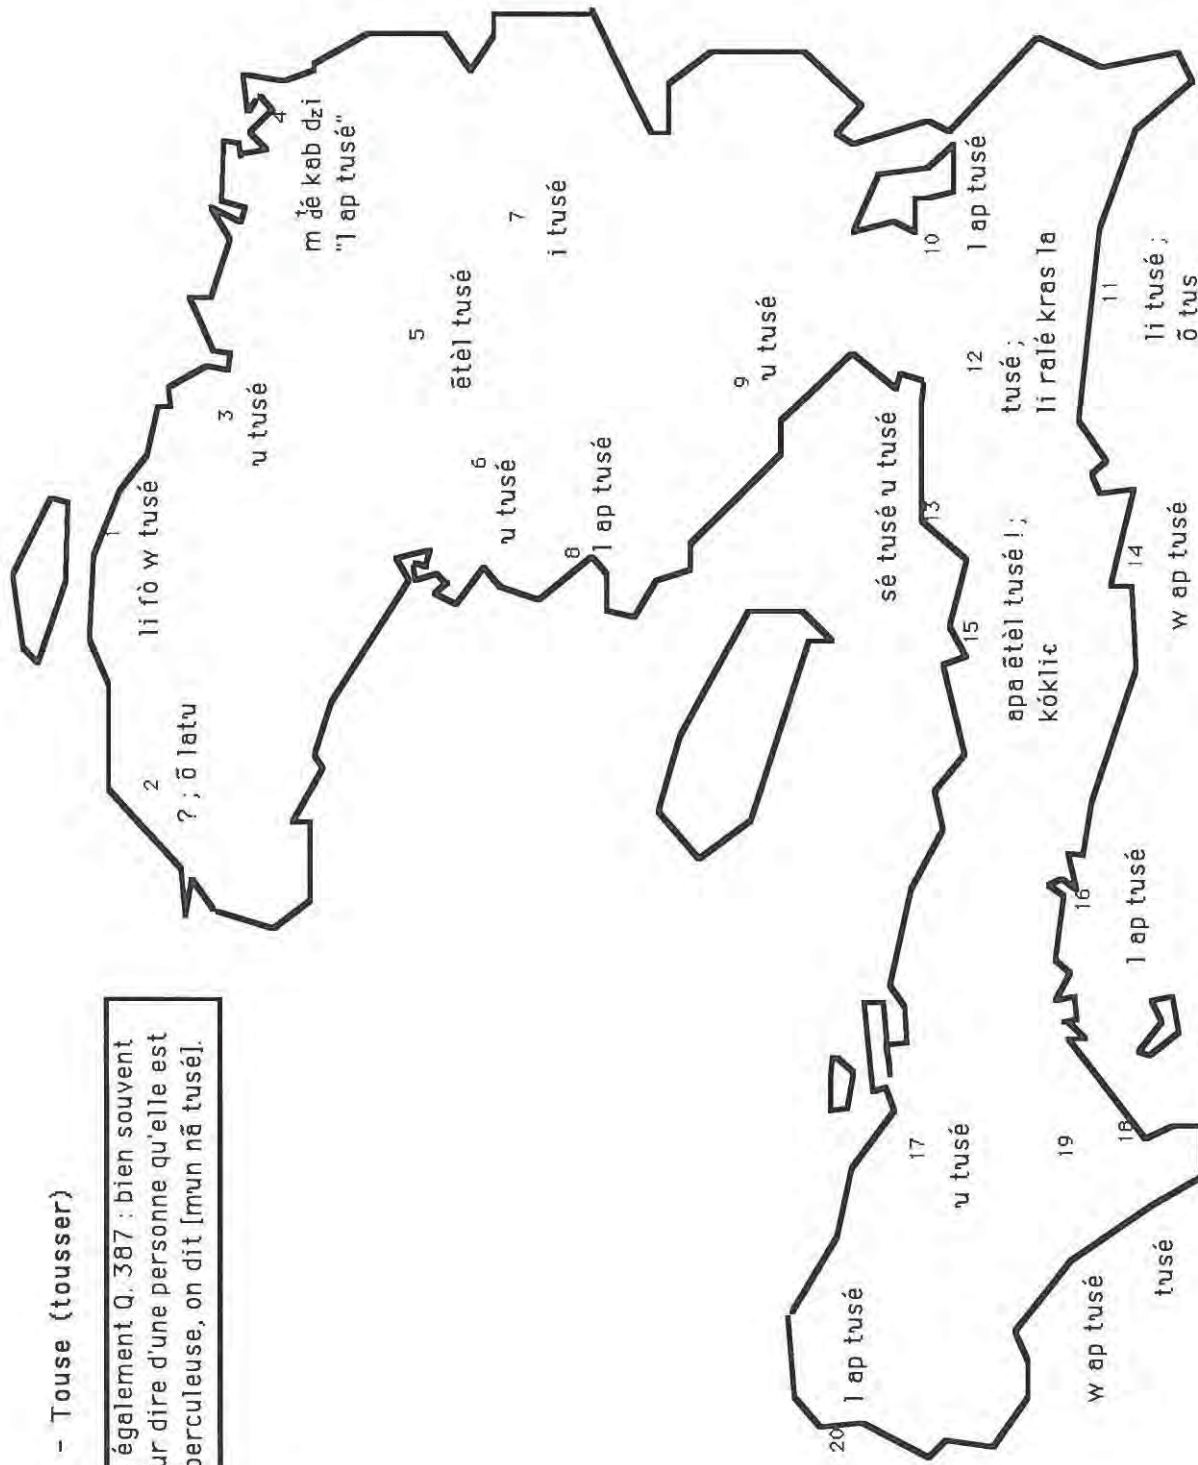 - Touse (tousser)
également Q. 387 : bien souvent
ur dire d'une personne qu'elle est
berculeuse, on dit [mun nã tusé].
1
li fò w tusé
2
? ; õ latu
3
u tusé
4
m té kab dzi
"l ap tusé"
5
ẽtèl tusé
6
u tusé
7
i tusé
8
l ap tusé
9
u tusé
10
l ap tusé
11
li tusé ;
õ tus
12
tusé ;
li ralé kras la
13
sé tusé u tusé
14
w ap tusé
15
apa ẽtèl tusé ! ;
kókliɛ
16
l ap tusé
17
u tusé
18
tusé
19
w ap tusé
20
l ap tusé